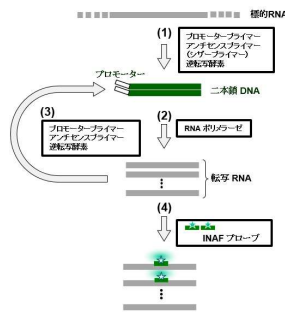 標的RNA
(1)
プロモータープライマー
アンチセンスプライマー
(シザープライマー)
逆転写酵素
プロモーター
二本鎖 DNA
(3)
プロモータープライマー
アンチセンスプライマー
逆転写酵素
(2)
RNA ポリメラーゼ
転写 RNA
(4)
INAF プローブ